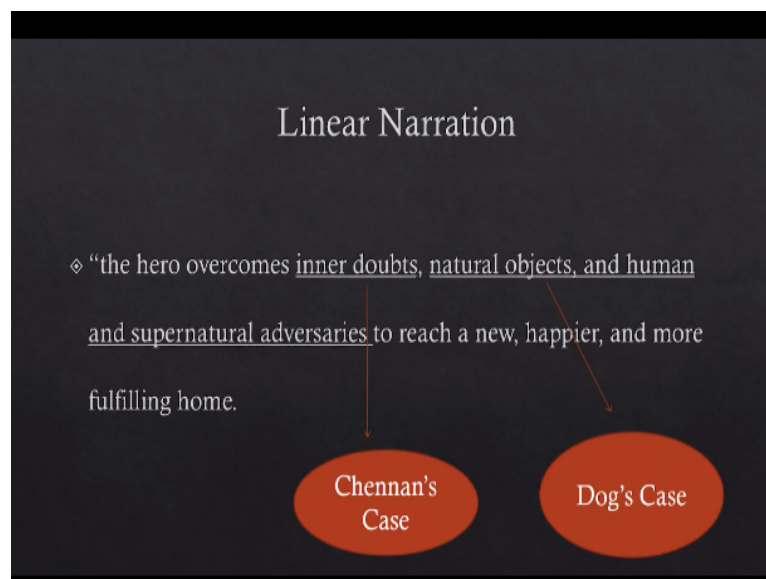 Linear Narration
“the hero overcomes inner doubts, natural objects, and human
and supernatural adversaries to reach a new, happier, and more
fulfilling home.
Chennan’s
Case
Dog’s Case